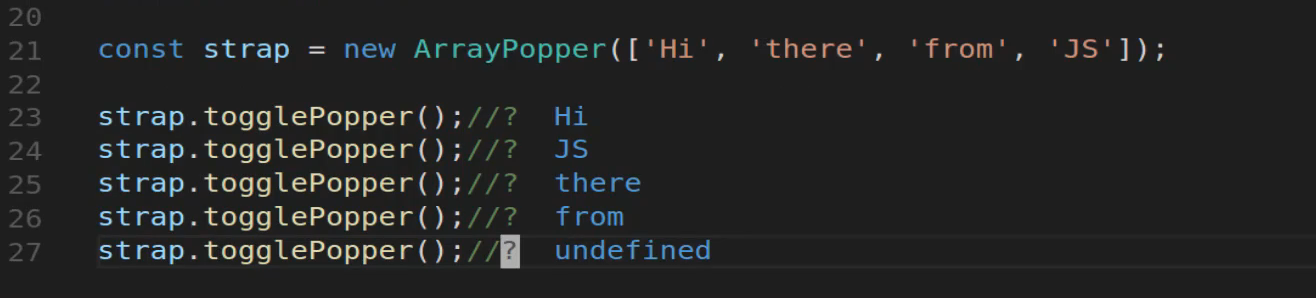 20
21 const strap = new ArrayPopper(['Hi', 'there', 'from', 'JS']);
22
23 strap.togglePopper();//? Hi
24 strap.togglePopper();//? JS
25 strap.togglePopper();//? there
26 strap.togglePopper();//? from
27 strap.togglePopper();//? undefined